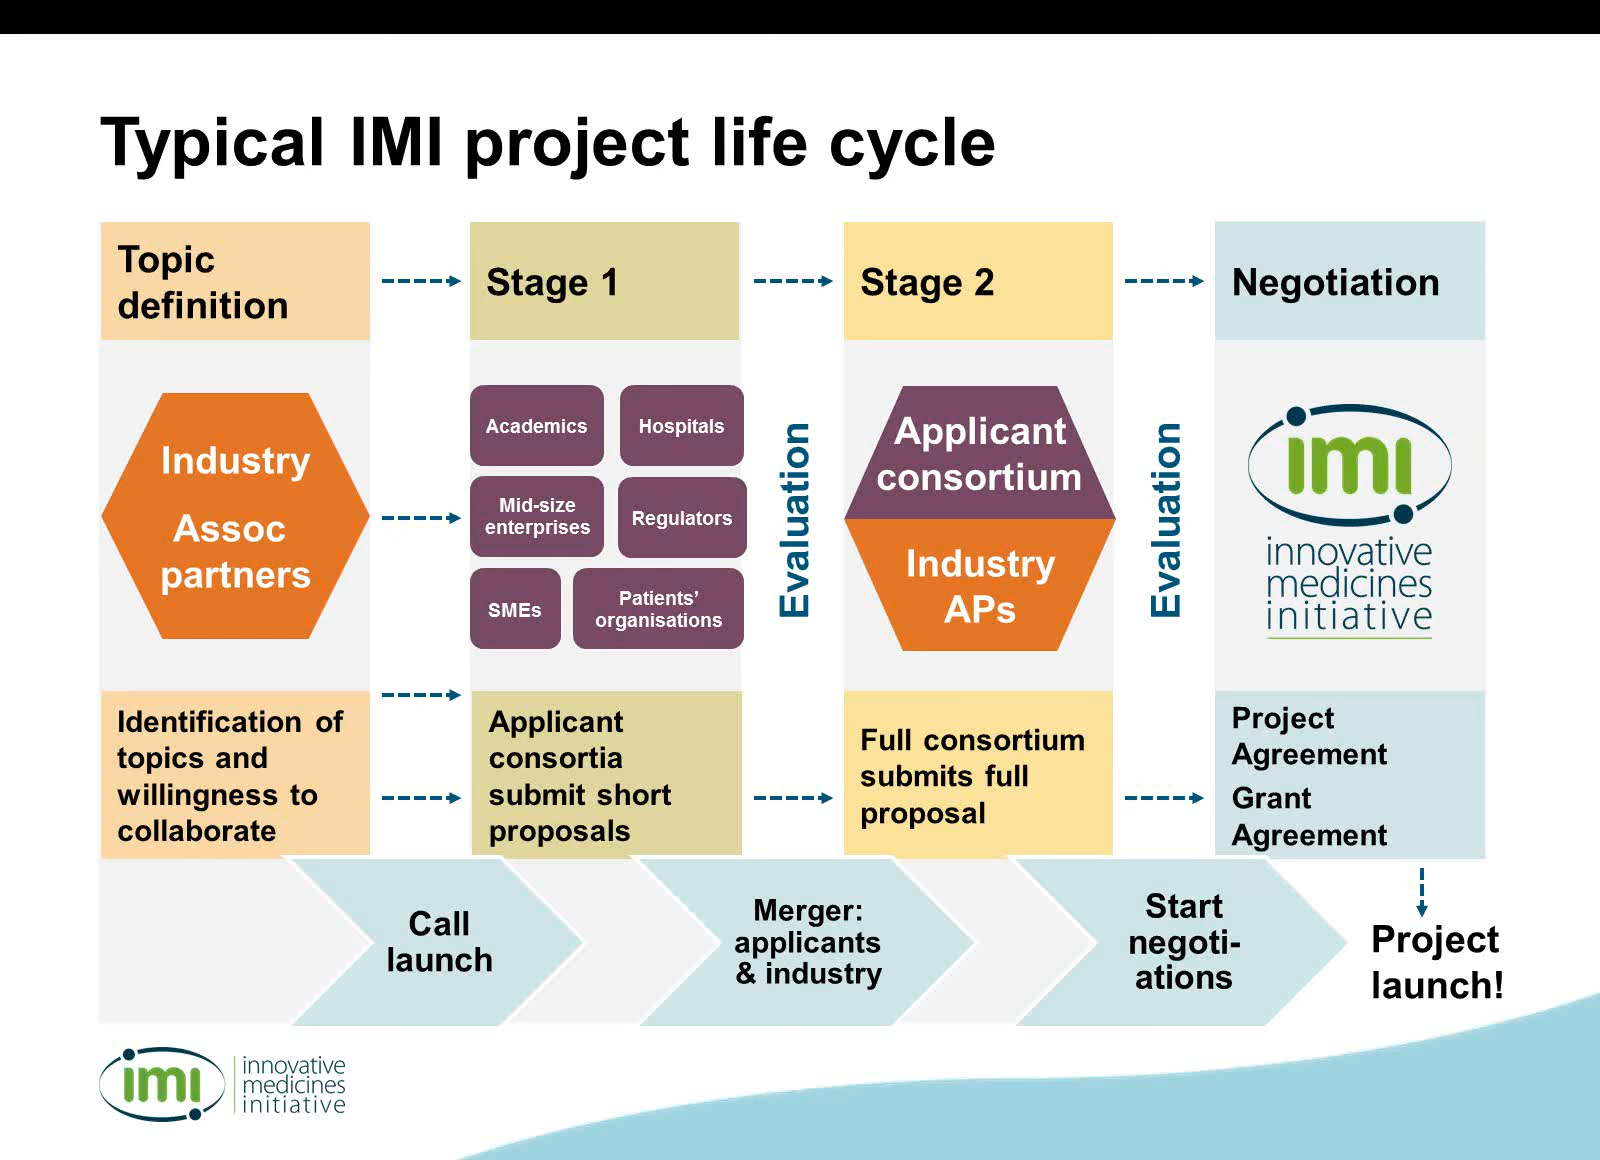 Typical IMI project life cycle
Topic
definition
Stage 1
Stage 2
Negotiation
Industry
Assoc
partners
Academics
Hospitals
Mid-size
enterprises
Regulators
SMEs
Patients’
organisations
Evaluation
Applicant
consortium
Industry
APs
Evaluation
imi
innovative
medicines
initiative
Identification of
topics and
willingness to
collaborate
Applicant
consortia
submit short
proposals
Full consortium
submits full
proposal
Project
Agreement
Grant
Agreement
Call
launch
Merger:
applicants
& industry
Start
negoti-
ations
Project
launch!
imi
innovative
medicines
initiative